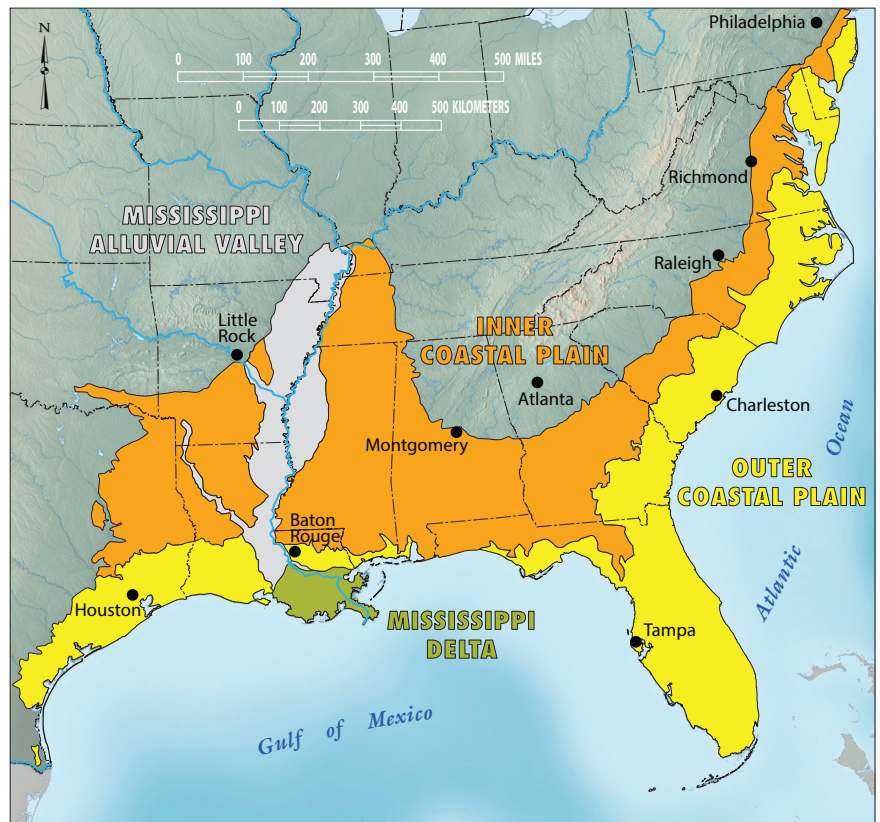 Philadelphia
N
0 100 200 300 400 500 MILES
0 100 200 300 400 500 KILOMETERS
Richmond
MISSISSIPPI
ALLUVIAL VALLEY
Raleigh
Little
Rock
INNER
COASTAL PLAIN
Atlanta
Charleston
Ocean
Montgomery
OUTER
COASTAL PLAIN
Baton
Rouge
Atlantic
Houston
MISSISSIPPI
DELTA
Tampa
Gulf of Mexico